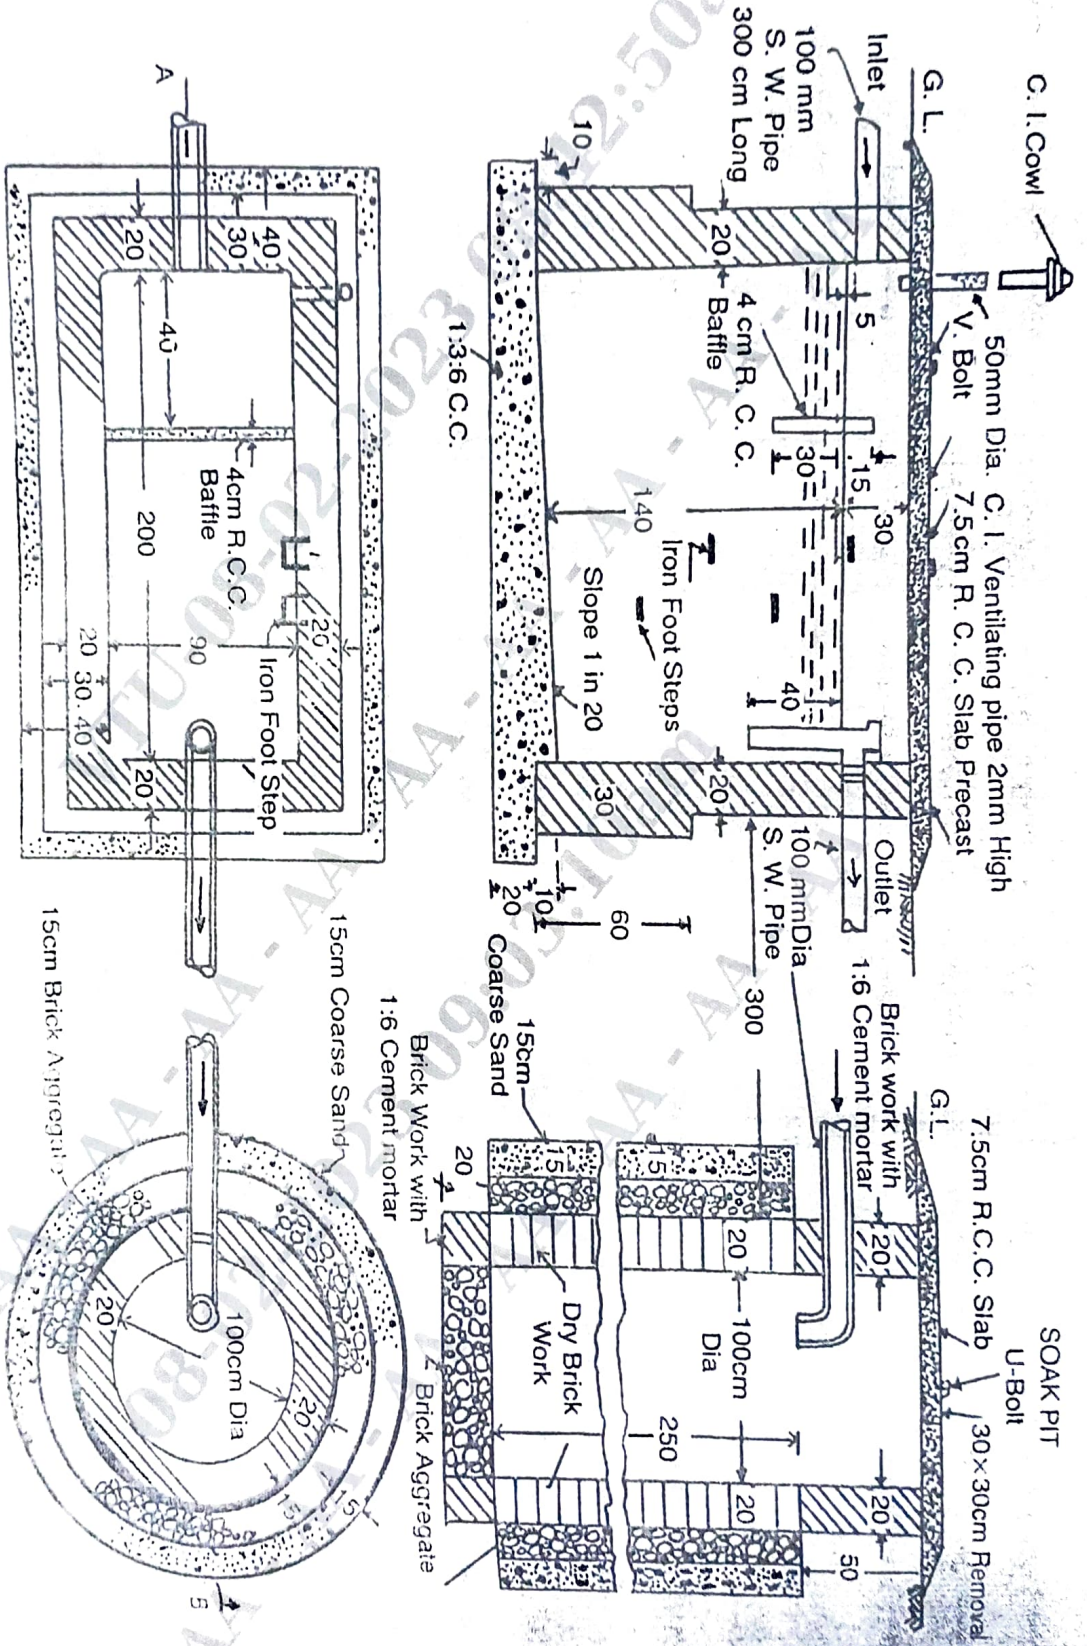 C. I. Cowl
G. L.
Inlet
100 mm
S. W. Pipe
300 cm Long
50mm Dia. C. I. Ventilating pipe 2mm High
V. Bolt
7.5cm R. C. C. Slab Precast
5
30
15
30
4 cm R. C. C.
Baffle
20
40
Outlet
100 mmDia
S. W. Pipe
20
140
Iron Foot Steps
Slope 1 in 20
10
30
60
10
20
1:3:6 C.C.
300
SOAK PIT
U-Bolt
30×30cm Removal
7.5cm R.C.C. Slab
G.L.
Brick work with
1:6 Cement mortar
20
20
50
100cm
Dia
20
20
250
15
15
Dry Brick
Work
15cm
Coarse Sand
20
Brick Work with
1:6 Cement mortar
Brick Aggregate
A
40
30
20
20
40
4cm R.C.C.
Baffle
200
90
20
30
40
20
Iron Foot Step
15cm Coarse Sand
15cm Brick Aggregate
100cm Dia
20
20
15
15